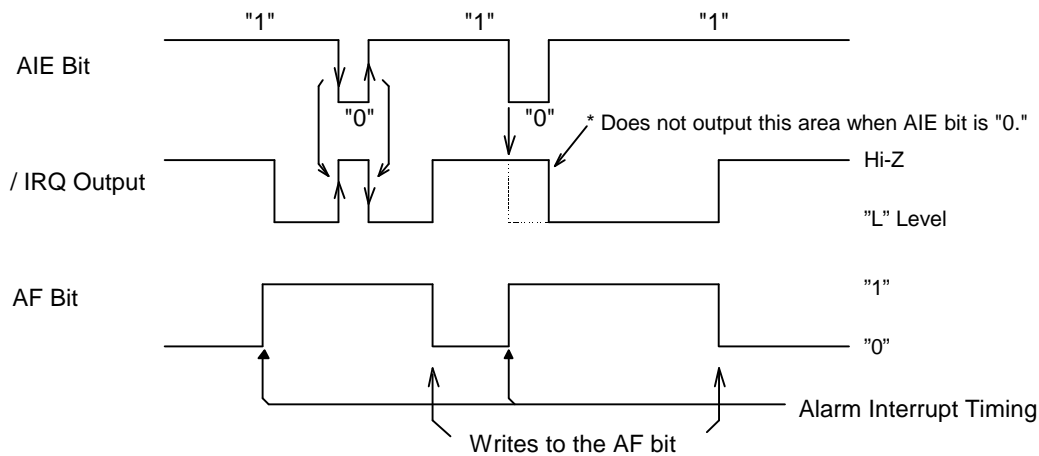 "1" "1" "1"
AIE Bit
"0" "0"
* Does not output this area when AIE bit is "0."
Hi-Z
/ IRQ Output
"L" Level
"1"
AF Bit
"0"
Alarm Interrupt Timing
Writes to the AF bit